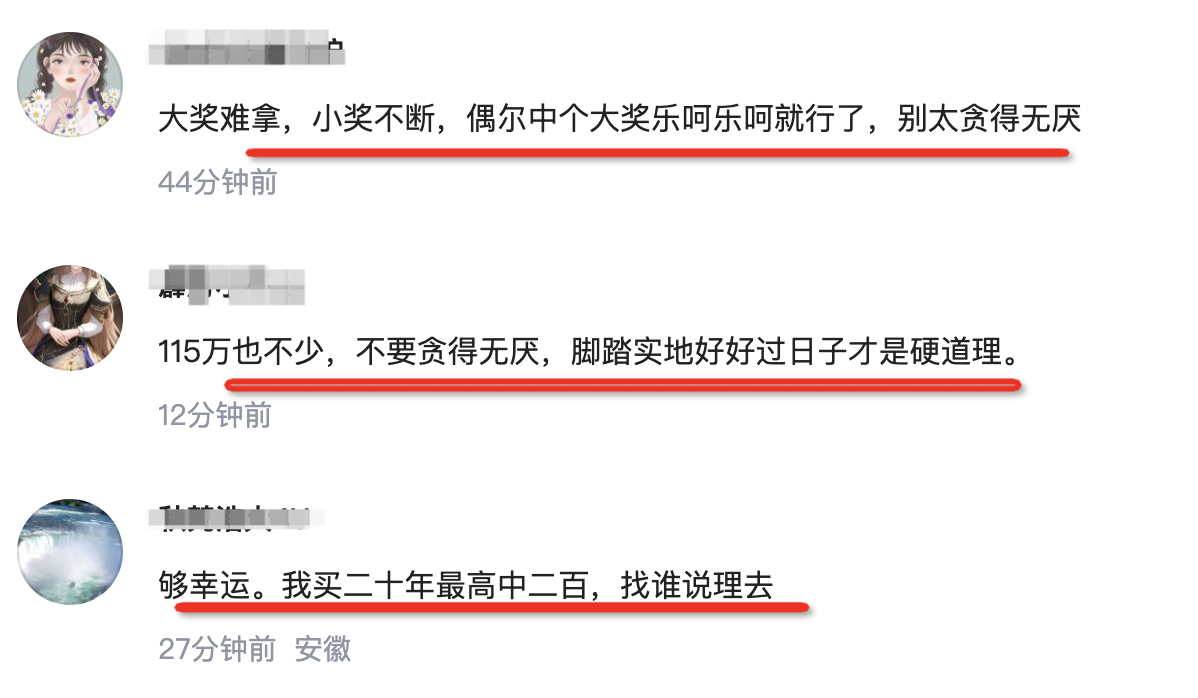 大奖难拿，小奖不断，偶尔中个大奖乐呵乐呵就行了，别太贪得无厌
44分钟前
115万也不少，不要贪得无厌，脚踏实地好好过日子才是硬道理。
12分钟前
够幸运。我买二十年最高中二百，找谁说理去
27分钟前 安徽